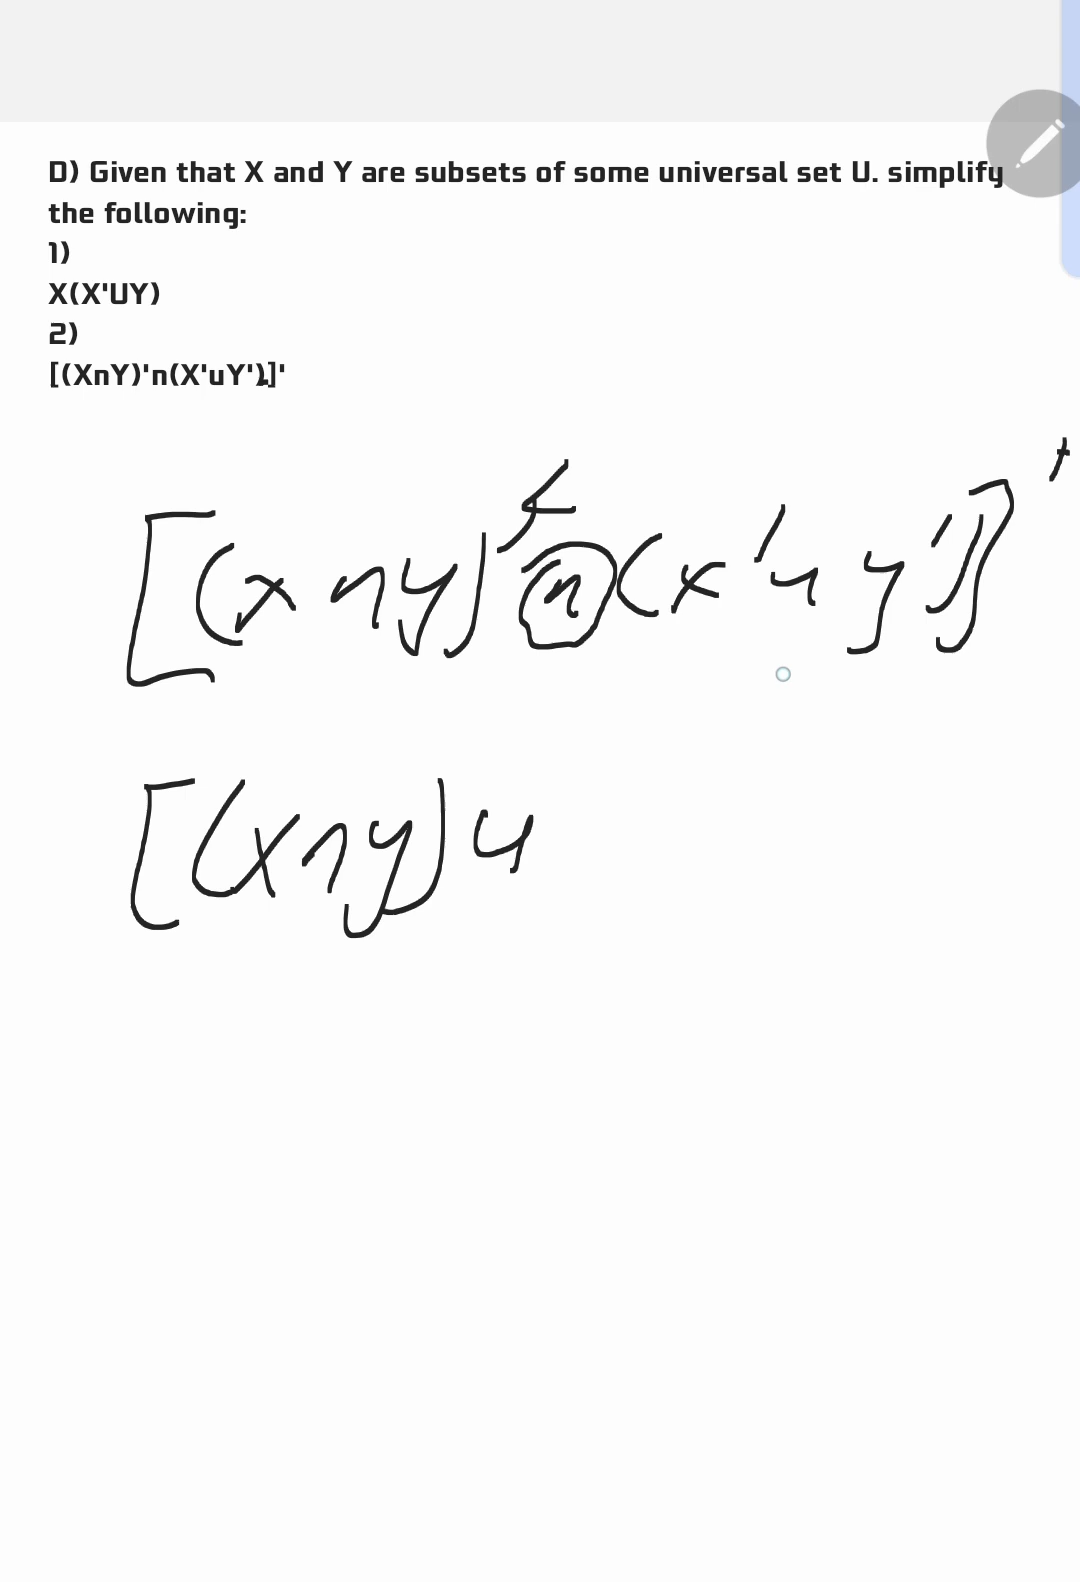 D) Given that X and Y are subsets of some universal set U. simplify
the following:
1)
X(X'UY)
2)
[(XnY)'n(X'uY').]'
[(x n y)' n (x' u y')]'
[(x n y) u